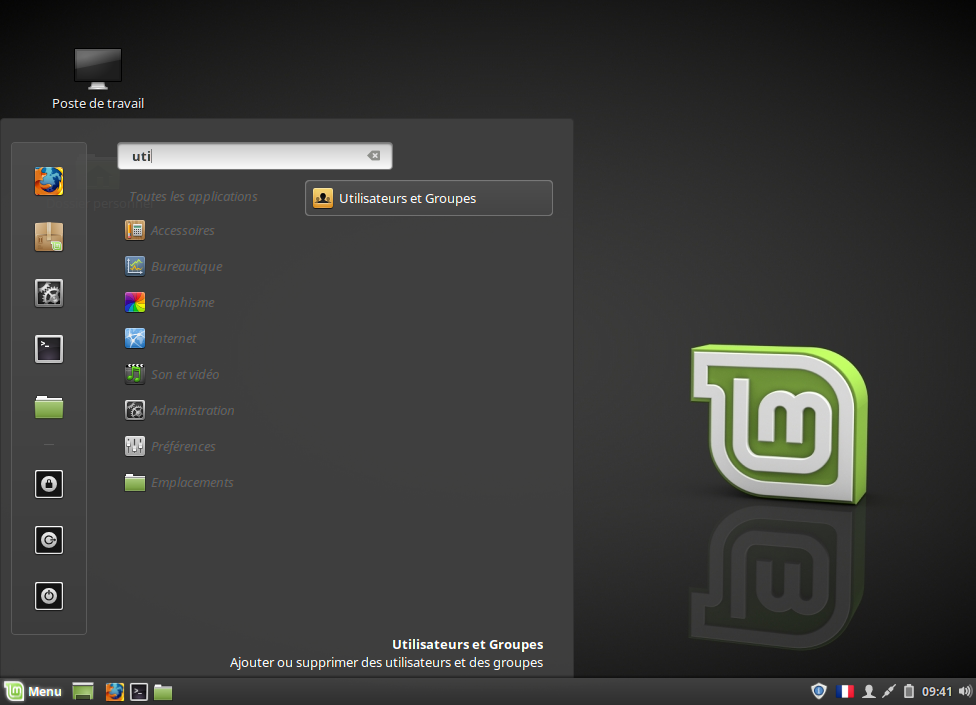 Poste de travail
uti
Toutes les applications
Utilisateurs et Groupes
Accessoires
Bureautique
Graphisme
Internet
Son et vidéo
Administration
Préférences
Emplacements
Utilisateurs et Groupes
Ajouter ou supprimer des utilisateurs et des groupes
Menu
09:41